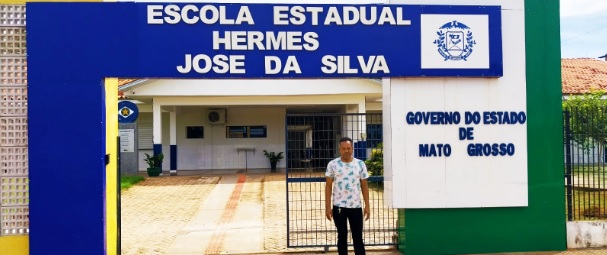 ESCOLA ESTADUAL
HERMES
JOSE DA SILVA
GOVERNO DO ESTADO
DE
MATO GROSSO